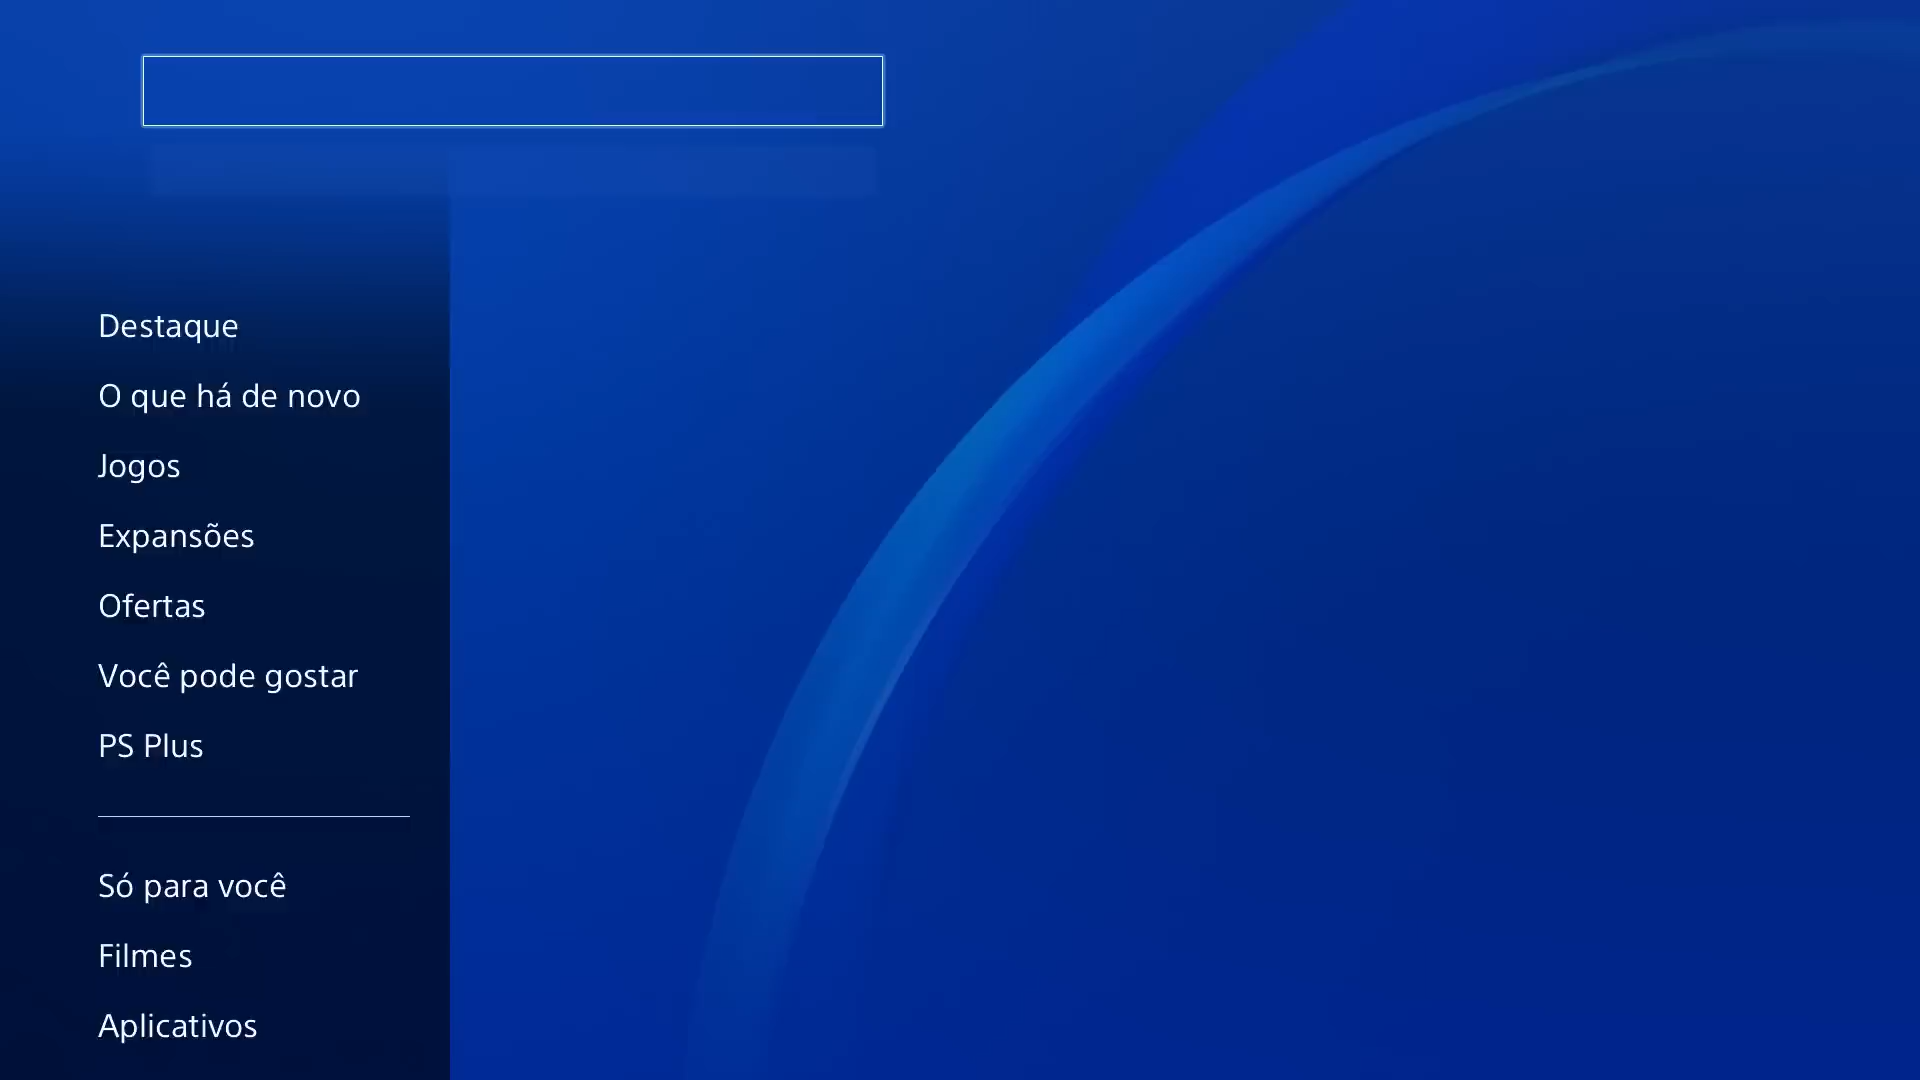 Destaque
O que há de novo
Jogos
Expansões
Ofertas
Você pode gostar
PS Plus
Só para você
Filmes
Aplicativos